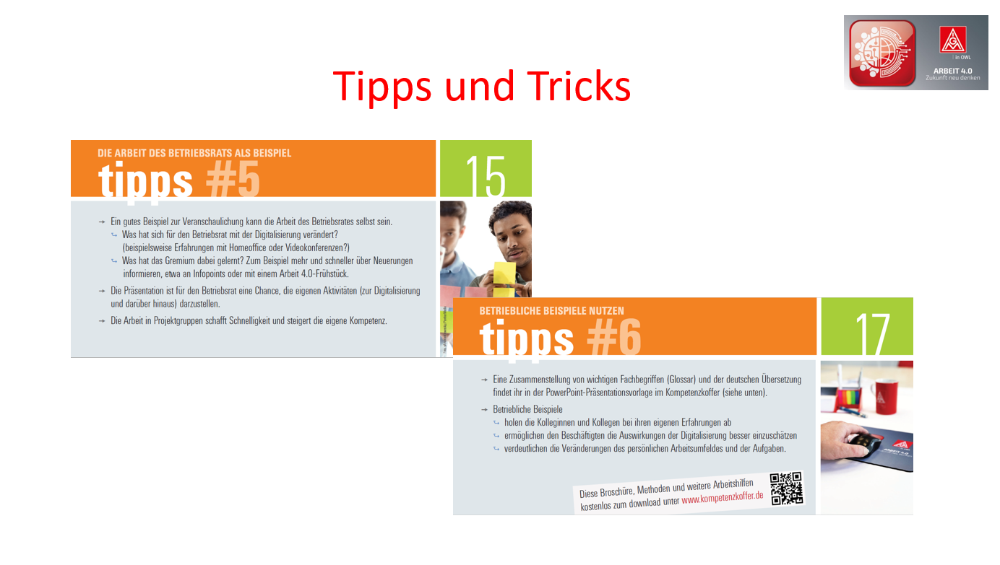 IGM
in OWL
ARBEIT 4.0
Zukunft neu denken
Tipps und Tricks
DIE ARBEIT DES BETRIEBSRATS ALS BEISPIEL
tipps #5
15
→ Ein gutes Beispiel zur Veranschaulichung kann die Arbeit des Betriebsrates selbst sein.
↪ Was hat sich für den Betriebsrat mit der Digitalisierung verändert?
(beispielsweise Erfahrungen mit Homeoffice oder Videokonferenzen?)
↪ Was hat das Gremium dabei gelernt? Zum Beispiel mehr und schneller über Neuerungen
informieren, etwa an Infopoints oder mit einem Arbeit 4.0-Frühstück.
→ Die Präsentation ist für den Betriebsrat eine Chance, die eigenen Aktivitäten (zur Digitalisierung
und darüber hinaus) darzustellen.
→ Die Arbeit in Projektgruppen schafft Schnelligkeit und steigert die eigene Kompetenz.
BETRIEBLICHE BEISPIELE NUTZEN
tipps #6
17
→ Eine Zusammenstellung von wichtigen Fachbegriffen (Glossar) und der deutschen Übersetzung
findet ihr in der PowerPoint-Präsentationsvorlage im Kompetenzkoffer (siehe unten).
→ Betriebliche Beispiele
↪ holen die Kolleginnen und Kollegen bei ihren eigenen Erfahrungen ab
↪ ermöglichen den Beschäftigten die Auswirkungen der Digitalisierung besser einzuschätzen
↪ verdeutlichen die Veränderungen des persönlichen Arbeitsumfeldes und der Aufgaben.
ARBEIT 4.0
Diese Broschüre, Methoden und weitere Arbeitshilfen
kostenlos zum download unter www.kompetenzkoffer.de